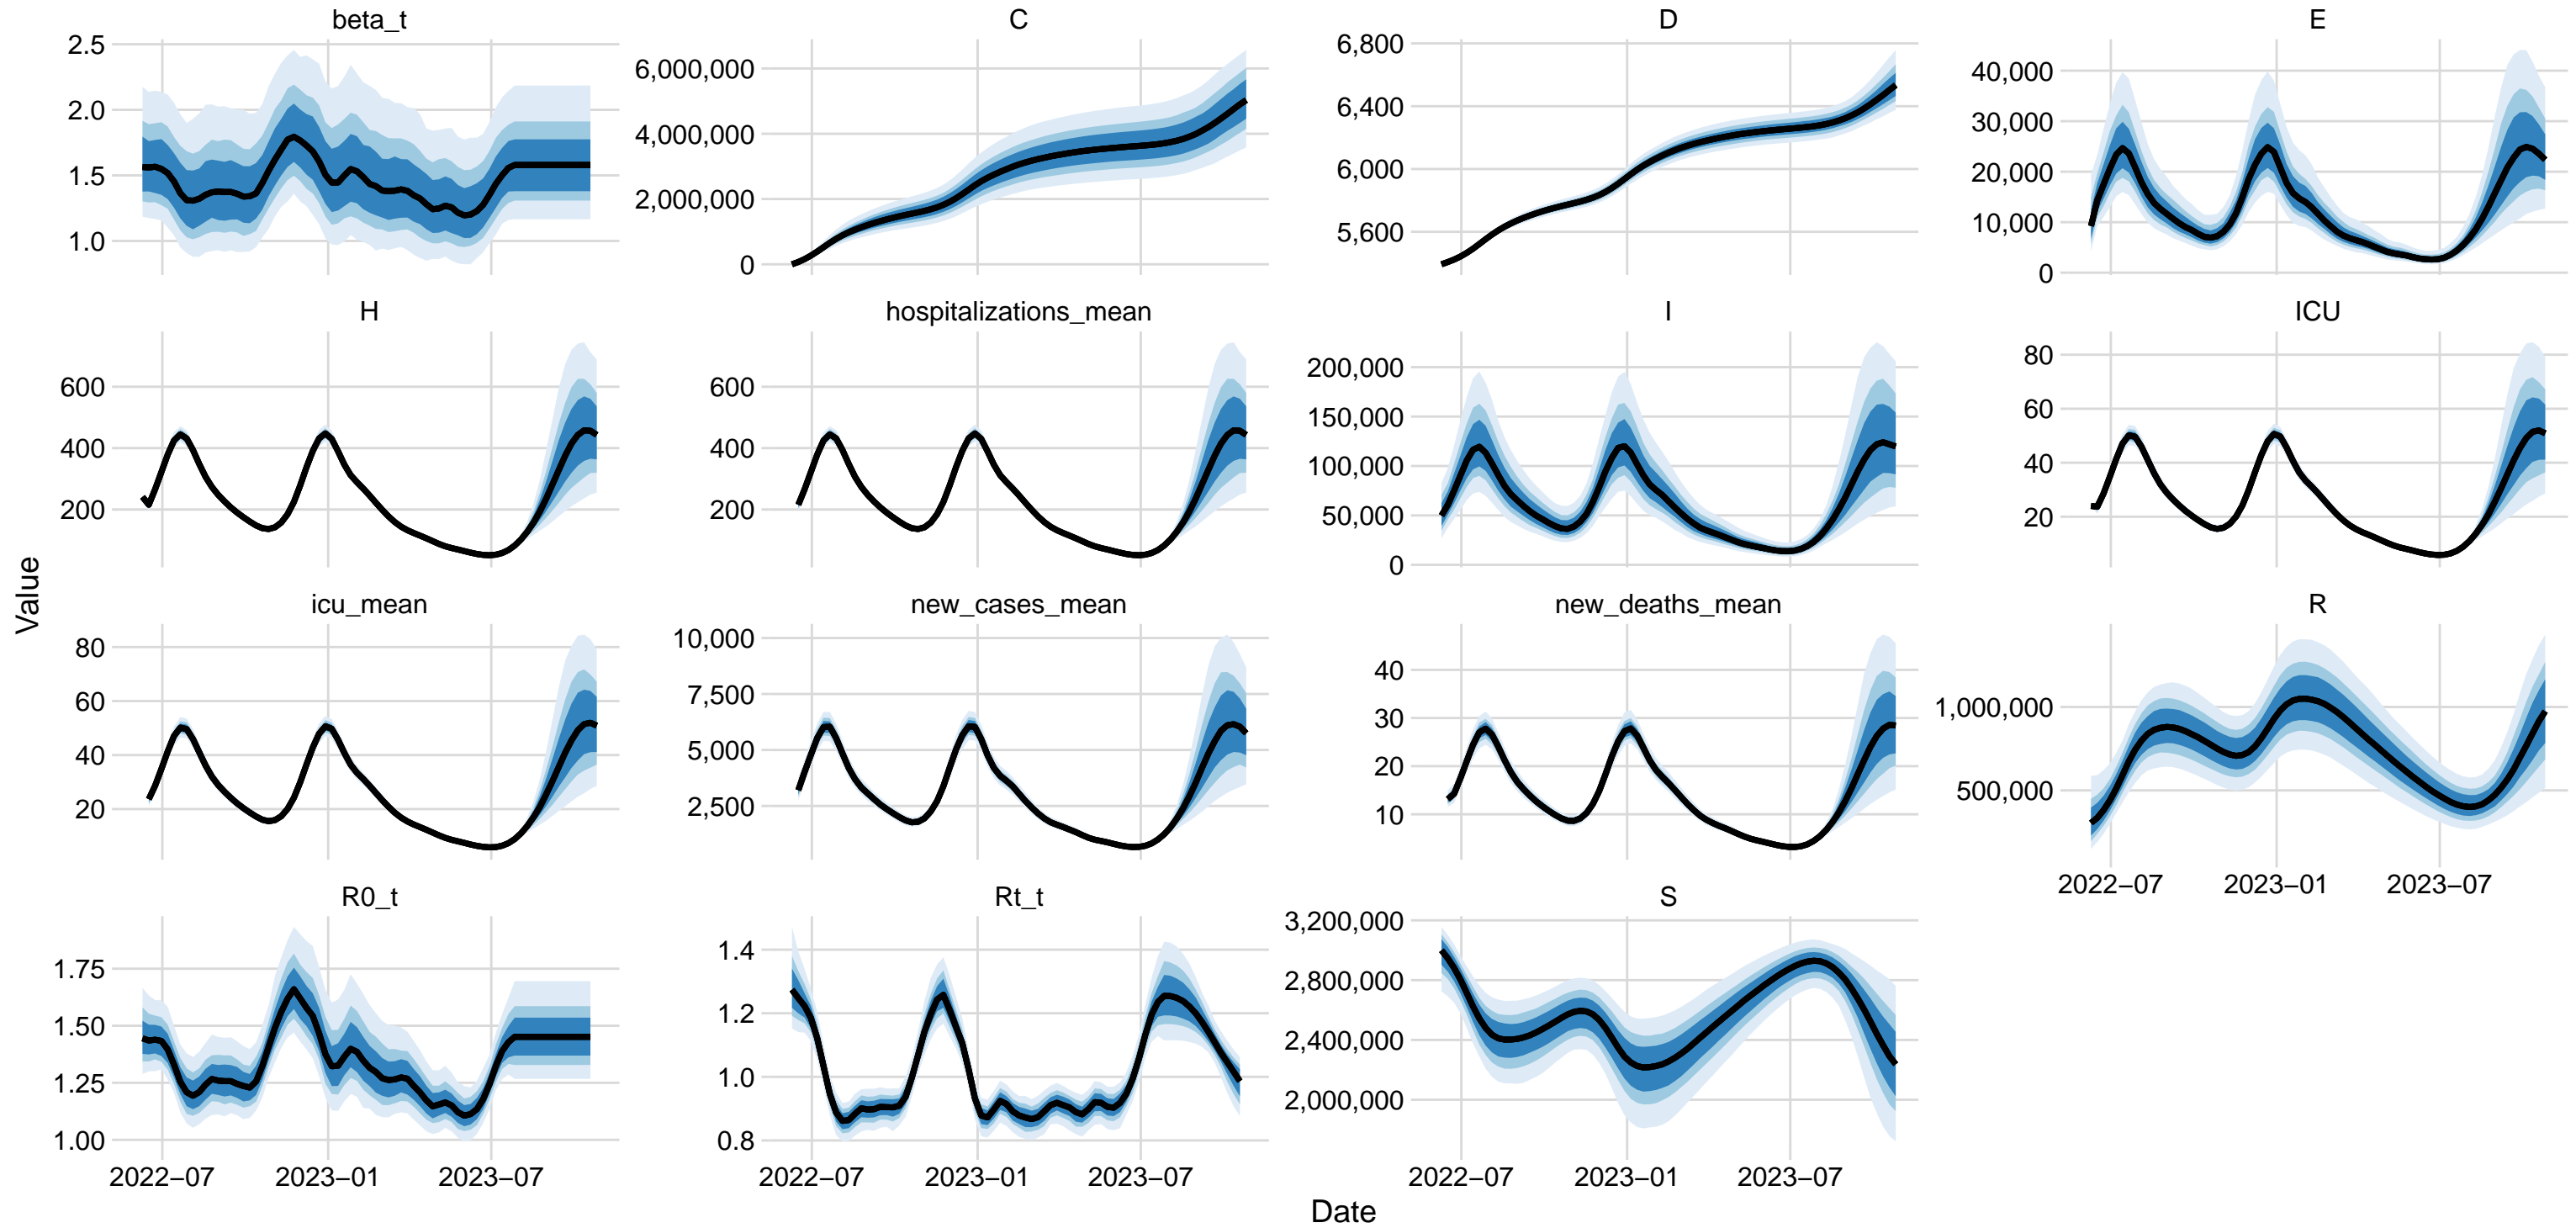 beta_t
C
D
E
2.5
2.0
1.5
1.0
6,000,000
4,000,000
2,000,000
0
6,800
6,400
6,000
5,600
40,000
30,000
20,000
10,000
0
H
hospitalizations_mean
I
ICU
600
400
200
600
400
200
200,000
150,000
100,000
50,000
0
80
60
40
20
Value
icu_mean
new_cases_mean
new_deaths_mean
R
80
60
40
20
10,000
7,500
5,000
2,500
40
30
20
10
1,000,000
500,000
2022−07 2023−01 2023−07
R0_t
Rt_t
S
1.75
1.50
1.25
1.00
1.4
1.2
1.0
0.8
3,200,000
2,800,000
2,400,000
2,000,000
2022−07 2023−01 2023−07
2022−07 2023−01 2023−07
2022−07 2023−01 2023−07
Date